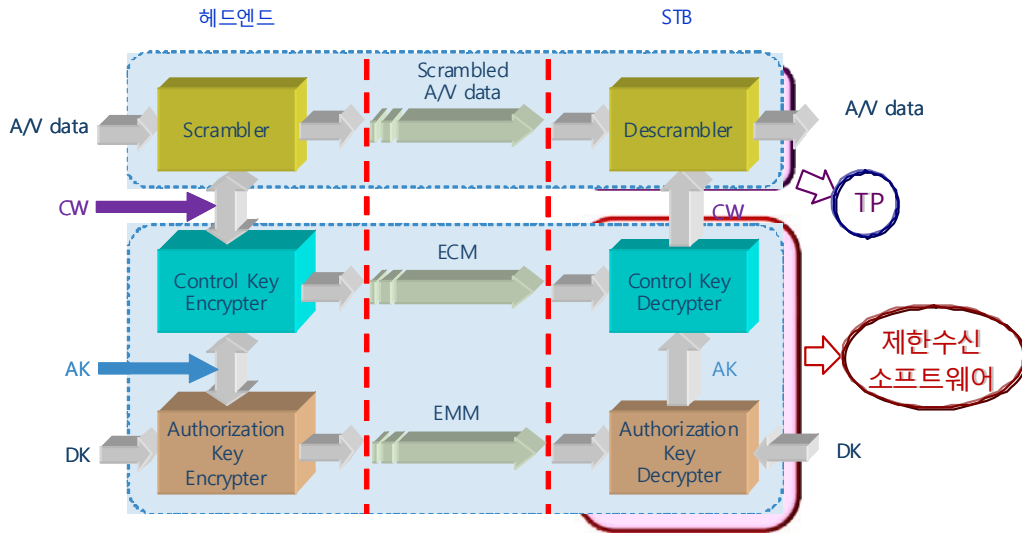 헤드엔드
STB
Scrambled
A/V data
A/V data
Scrambler
Descrambler
A/V data
CW
CW
TP
Control Key
Encrypter
ECM
Control Key
Decrypter
AK
AK
제한수신
소프트웨어
Authorization
Key
Encrypter
EMM
Authorization
Key
Decrypter
DK
DK